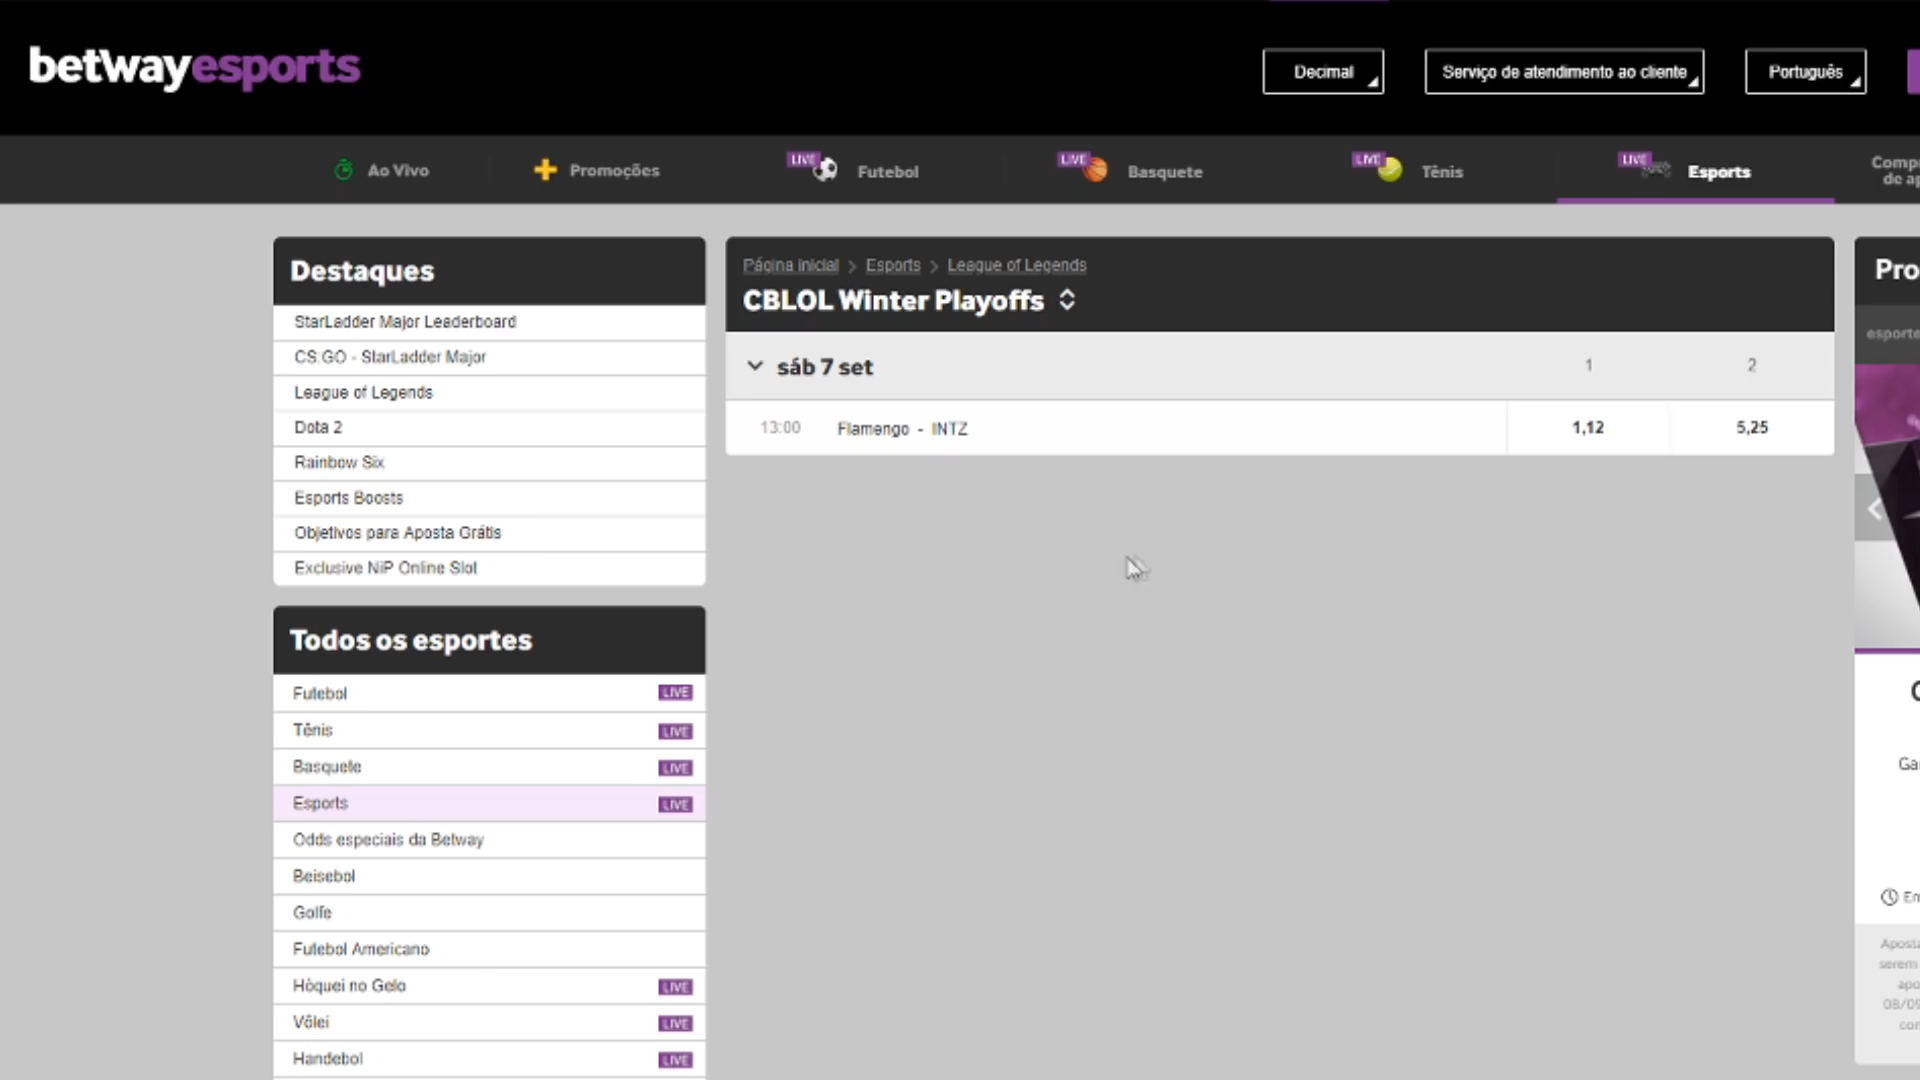 betwayesports
Decimal
Serviço de atendimento ao cliente
Português
Ao Vivo
Promoções
LIVE
Futebol
LIVE
Basquete
LIVE
Tênis
LIVE
Esports
de
Destaques
StarLadder Major Leaderboard
CS:GO - StarLadder Major
League of Legends
Dota 2
Rainbow Six
Esports Boosts
Objetivos para Aposta Grátis
Exclusive NiP Online Slot
Todos os esportes
Futebol LIVE
Tênis LIVE
Basquete LIVE
Esports LIVE
Odds especiais da Betway
Beisebol
Golfe
Futebol Americano
Hóquei no Gelo LIVE
Vôlei LIVE
Handebol LIVE
Página inicial > Esports > League of Legends
CBLOL Winter Playoffs
sáb 7 set 1 2
13:00 Flamengo - INTZ 1,12 5,25
Pro
esporte
serem